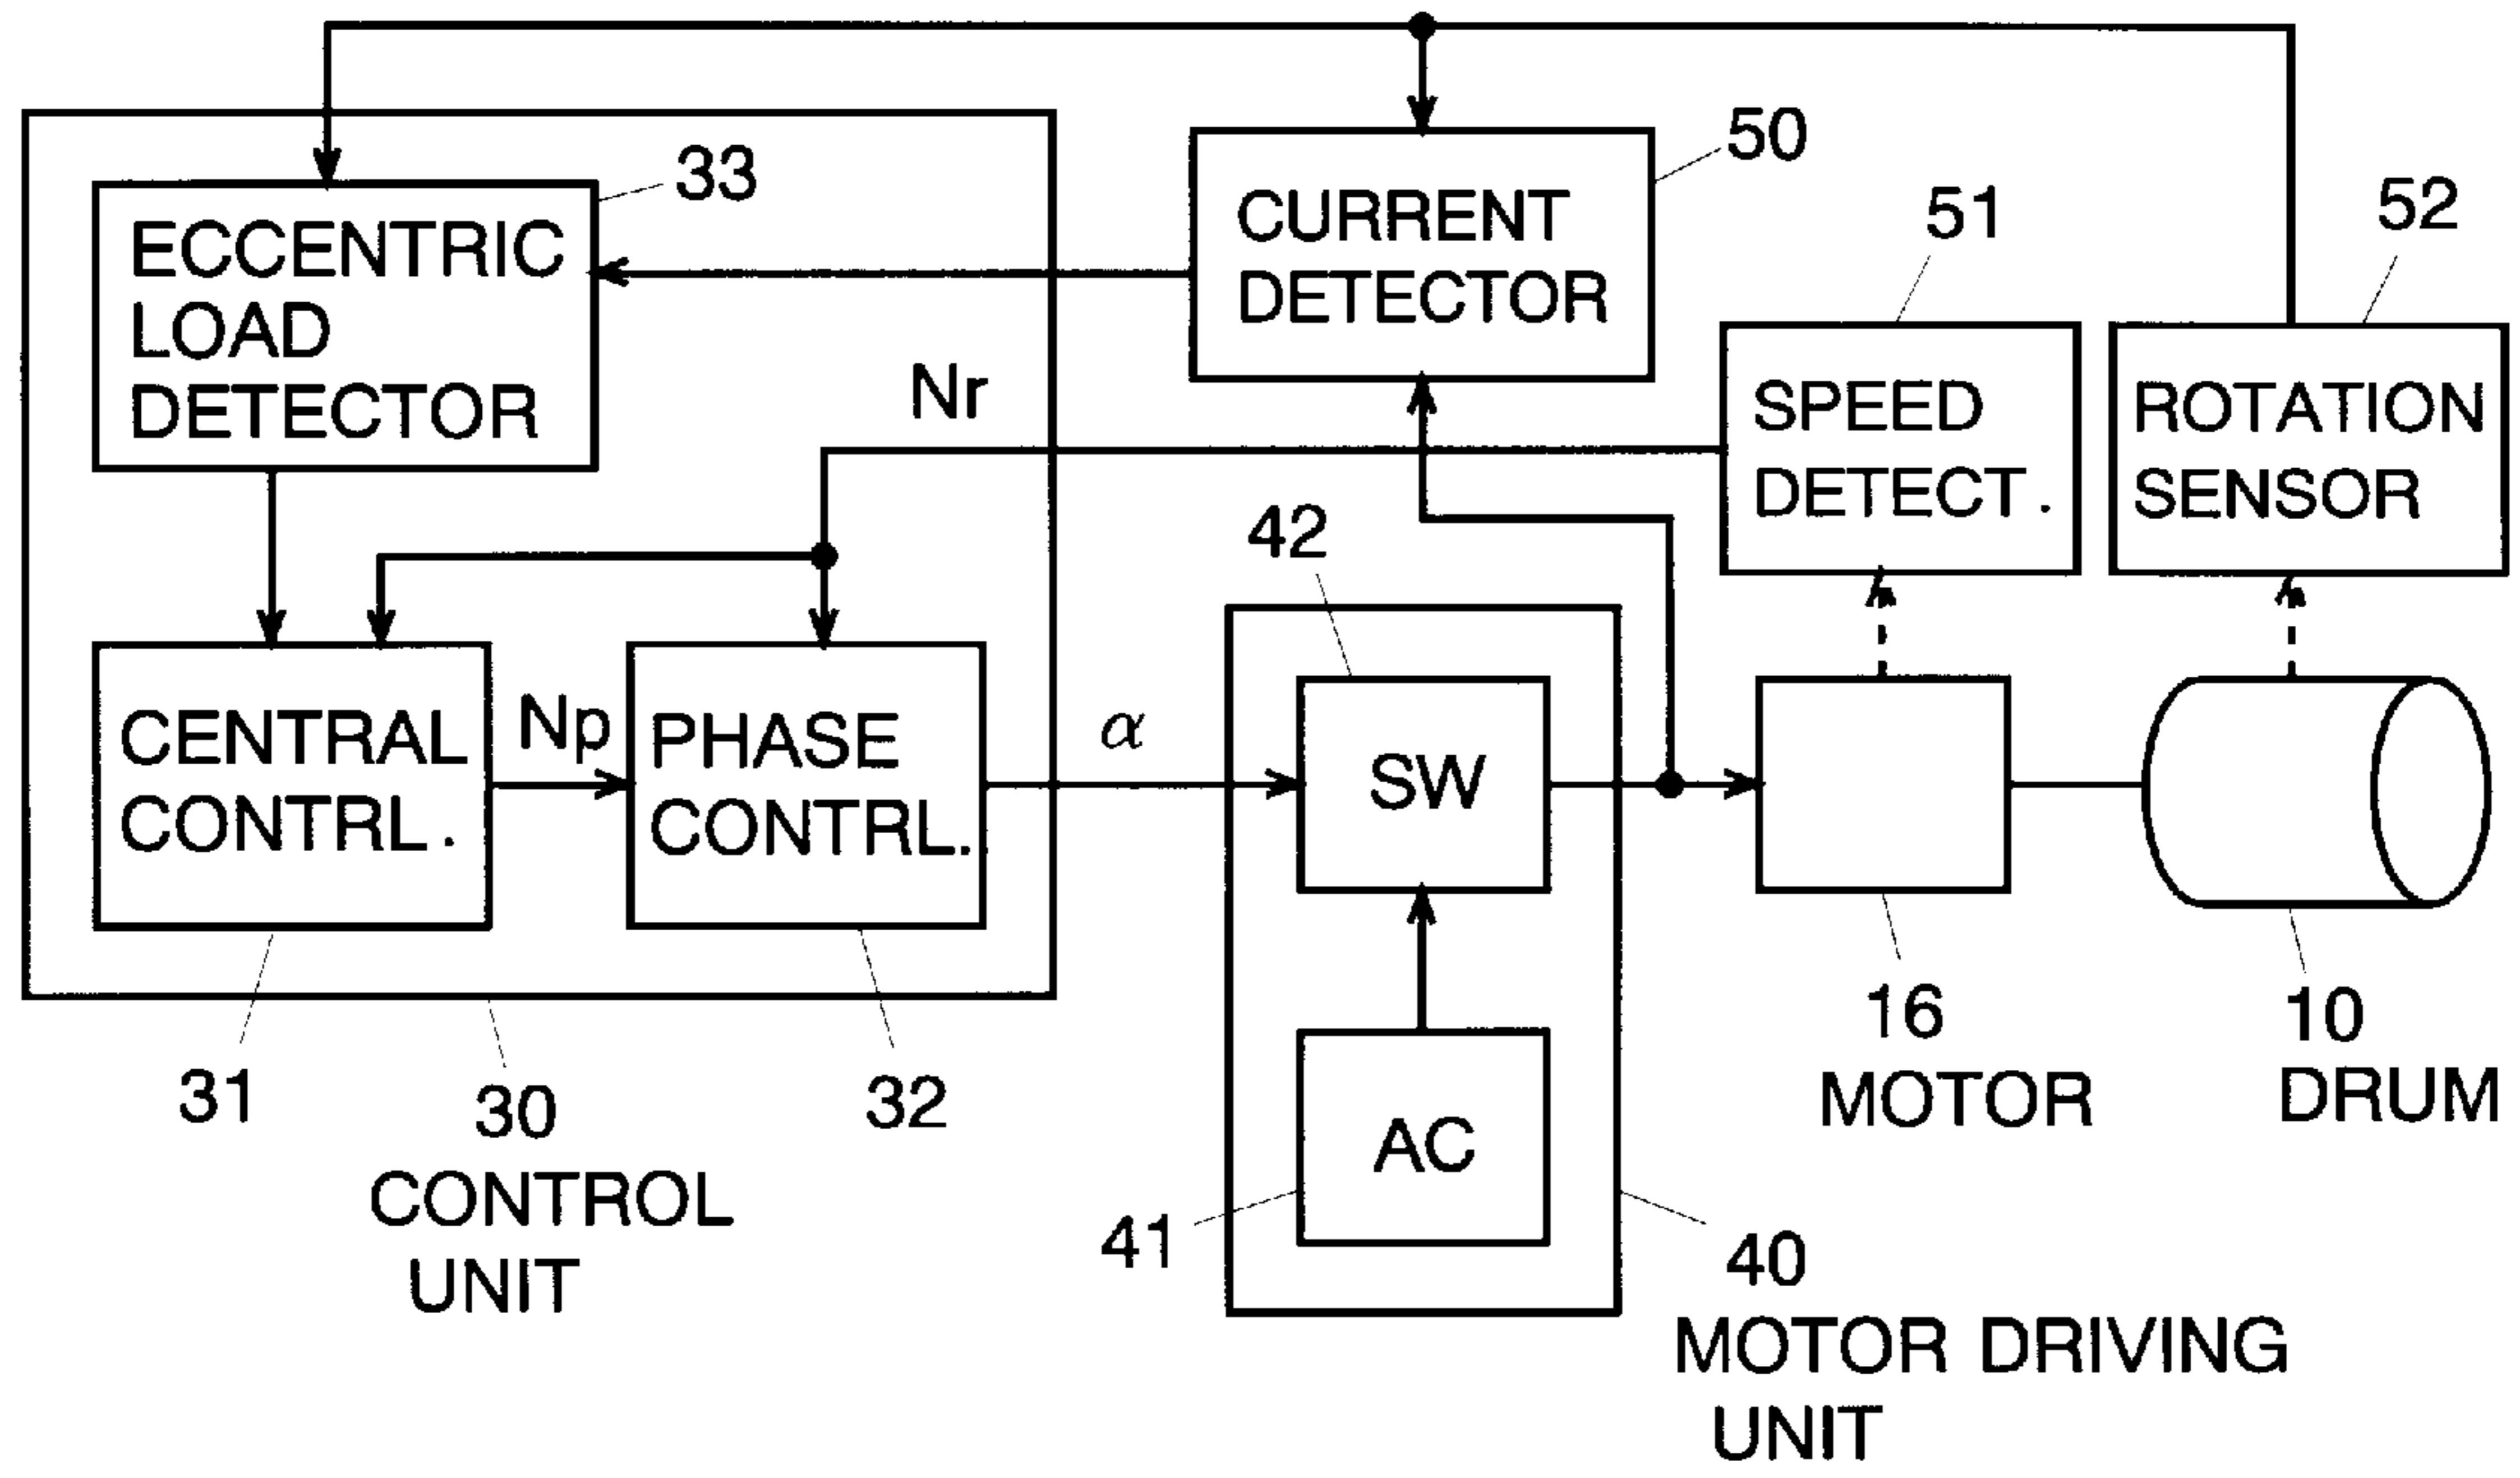 50
33
51
52
ECCENTRIC
LOAD
DETECTOR
CURRENT
DETECTOR
Nr
SPEED
DETECT.
ROTATION
SENSOR
42
CENTRAL
CONTRL.
Np
PHASE
CONTRL.
α
SW
AC
31
30
CONTROL
UNIT
32
41
40
MOTOR DRIVING
UNIT
16
MOTOR
10
DRUM